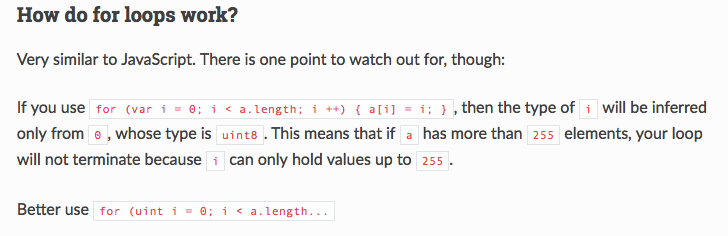 How do for loops work?
Very similar to JavaScript. There is one point to watch out for, though:
If you use for (var i = 0; i < a.length; i ++) { a[i] = i; } , then the type of i will be inferred
only from 0 , whose type is uint8 . This means that if a has more than 255 elements, your loop
will not terminate because i can only hold values up to 255 .
Better use for (uint i = 0; i < a.length...